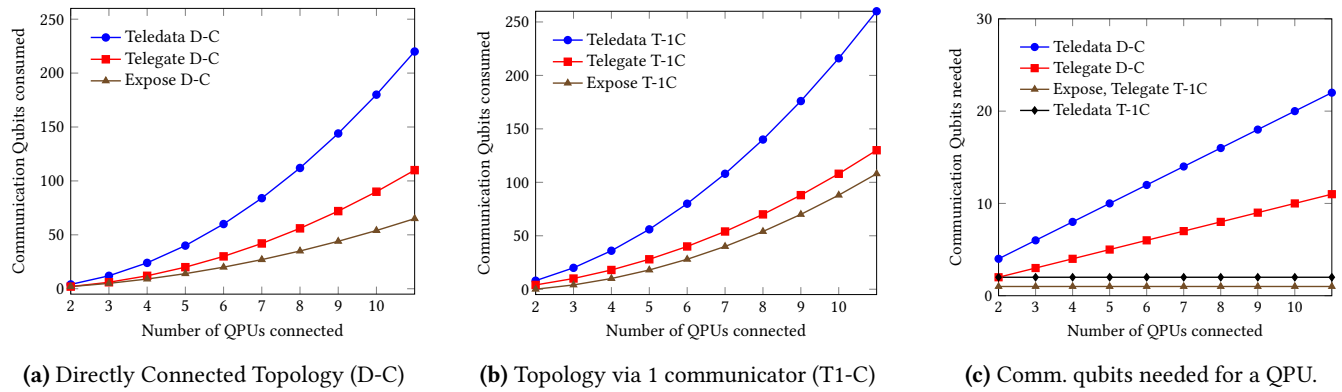 Communication Qubits consumed
250
200
150
100
50
0
Teledata D-C
Telegate D-C
Expose D-C
2 3 4 5 6 7 8 9 10
Number of QPUs connected
(a) Directly Connected Topology (D-C)
Communication Qubits consumed
250
200
150
100
50
0
Teledata T-1C
Telegate T-1C
Expose T-1C
2 3 4 5 6 7 8 9 10
Number of QPUs connected
(b) Topology via 1 communicator (T1-C)
Communication Qubits needed
30
20
10
0
Teledata D-C
Telegate D-C
Expose, Telegate T-1C
Teledata T-1C
2 3 4 5 6 7 8 9 10
Number of QPUs connected
(c) Comm. qubits needed for a QPU.